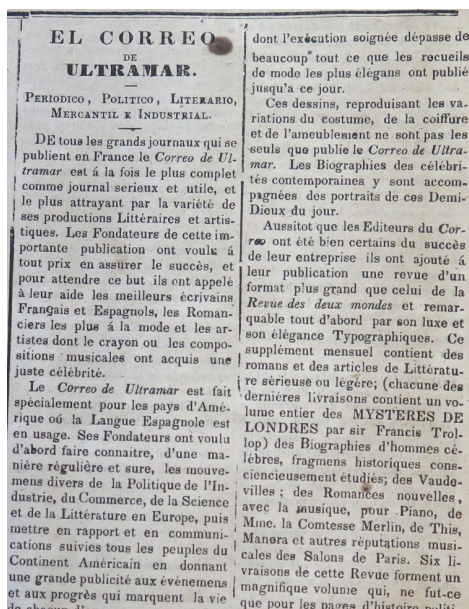 EL CORREO
DE
ULTRAMAR.
PERIODICO, POLITICO, LITERARIO,
MERCANTIL E INDUSTRIAL.
DE tous les grands journaux qui se
publient en France le Correo de Ul-
tramar est á la fois le plus complet
comme journal serieux et utile, et
le plus attrayant par la variété de
ses productions Littéraires et artis-
tiques. Les Fondateurs de cette im-
portante publication ont voulu á
tout prix en assurer le succès, et
pour attendre ce but ils ont appelé
à leur aide les meilleurs écrivains
Français et Espagnols, les Roman-
ciers les plus á la mode et les ar-
tistes dont le crayon ou les compo-
sitions musicales ont acquis une
juste célébrité.
Le Correo de Ultramar est fait
spécialement pour les pays d'Amé-
rique oú la Langue Espagnole est
en usage. Ses Fondateurs ont voulu
d'abord faire connaitre, d'une ma-
nière régulière et sure, les mouve-
mens divers de la Politique de l'In-
dustrie, du Commerce, de la Science
et de la Littérature en Europe, puis
mettre en rapport et en communi-
cations suivies tous les peuples du
Continent Américain en donnant
une grande publicité aux événemens
et aux progrès qui marquent la vie
dont l'exécution soignée dépasse de
beaucoup tout ce que les recueils
de mode les plus élégans ont publié
jusqu'a ce jour.
Ces dessins, reproduisant les va-
riations du costume, de la coiffure
et de l'ameublement ne sont pas les
seuls que publie le Correo de Ultra-
mar. Les Biographies des célébri-
tés contemporaines y sont accom-
pagnées des portraits de ces Demi-
Dieux du jour.
Aussitot que les Editeurs du Cor-
reo ont été bien certains du succès
de leur entreprise ils ont ajouté á
leur publication une revue d'un
format plus grand que celui de la
Revue des deux mondes et remar-
quable tout d'abord par son luxe et
son élégance Typographiques. Ce
supplément mensuel contient des
romans et des articles de Littératu-
re sérieuse ou légère; (chacune des
dernières livraisons contient un vo-
lume entier des MYSTERES DE
LONDRES par sir Francis Trol-
lop) des Biographies d'hommes cé-
lèbres, fragmens historiques cons-
ciencieusement étudiés; des Vaude-
villes; des Romances nouvelles,
avec la musique, pour Piano, de
Mme. la Comtesse Merlin, de This,
Manera et autres réputations musi-
cales des Salons de Paris. Six li-
vraisons de cette Revue forment un
magnifique volume qui, ne fut-ce
que pour les pages d'histoire